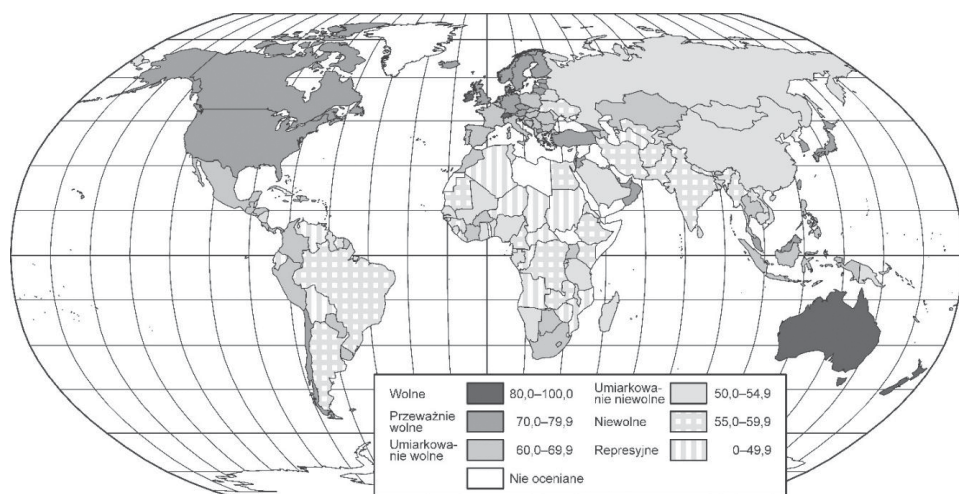 Wolne 80,0–100,0 Umiarkowa-
nie niewolne 50,0–54,9
Przeważnie
wolne 70,0–79,9 Niewolne 55,0–59,9
Umiarkowa-
nie wolne 60,0–69,9 Represyjne 0–49,9
Nie oceniane